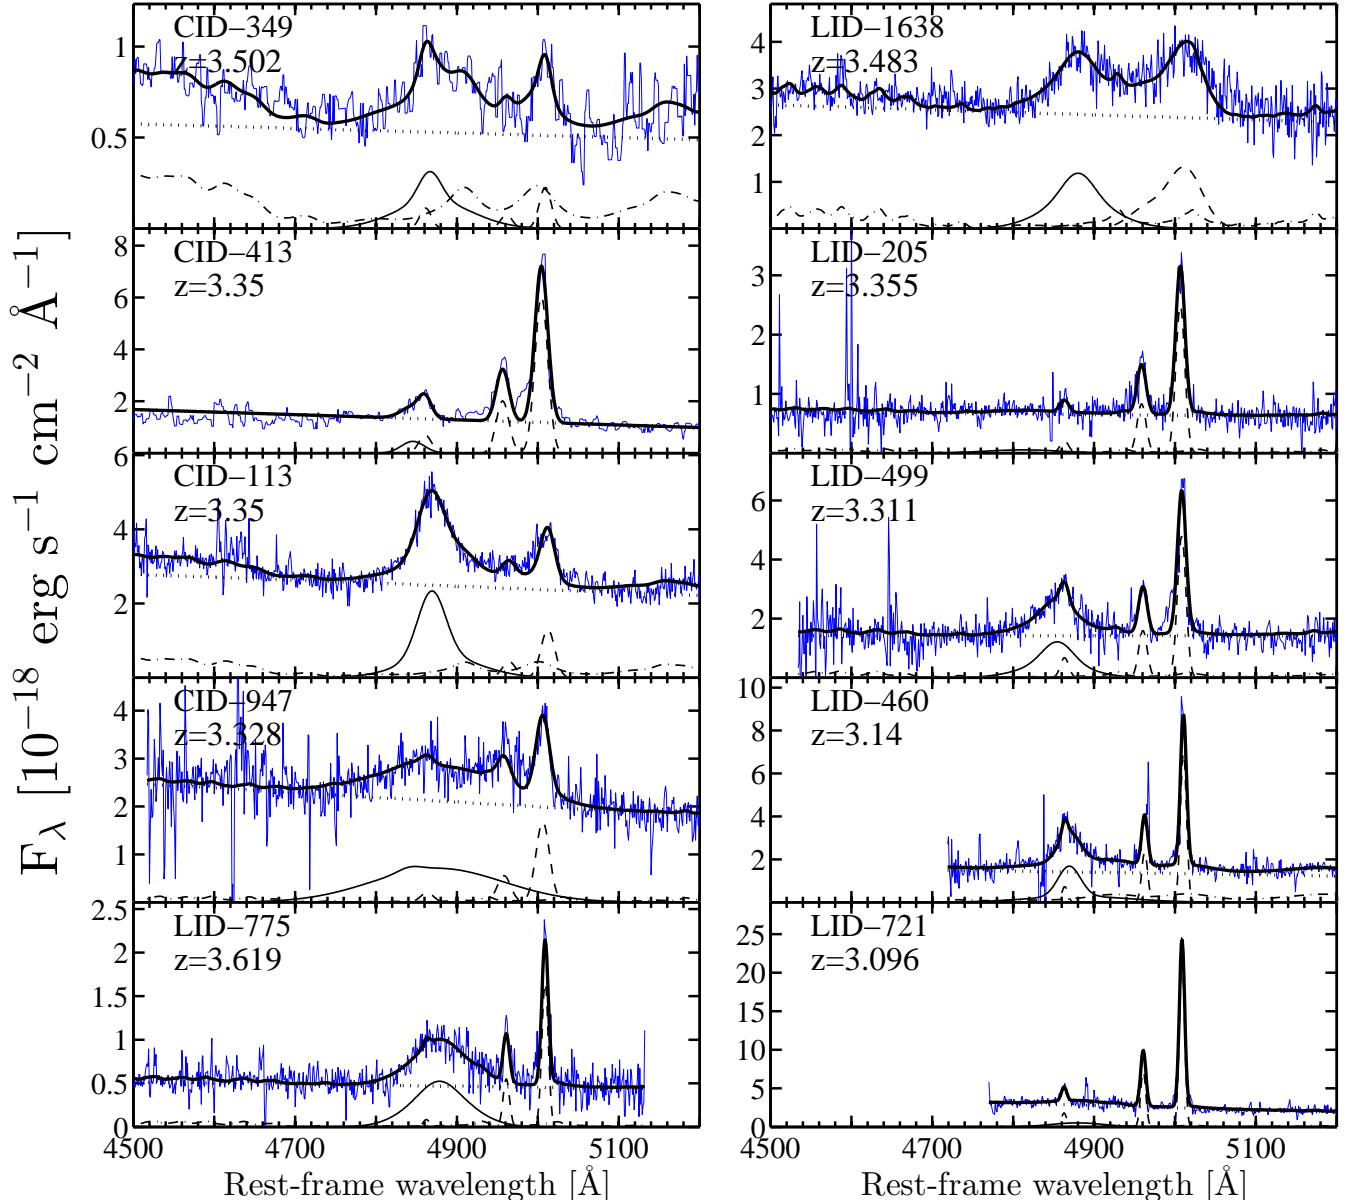 F_λ [10^−18 erg s^−1 cm^−2 Å^−1]
CID−349
z=3.502
1
0.5
CID−413
z=3.35
8
6
4
2
CID−113
z=3.35
6
4
2
CID−947
z=3.328
4
3
2
1
LID−775
z=3.619
2.5
2
1.5
1
0.5
0
4500 4700 4900 5100
Rest-frame wavelength [Å]
LID−1638
z=3.483
4
3
2
1
LID−205
z=3.355
3
2
1
LID−499
z=3.311
6
4
2
LID−460
z=3.14
10
8
6
4
2
LID−721
z=3.096
25
20
15
10
5
0
4500 4700 4900 5100
Rest-frame wavelength [Å]